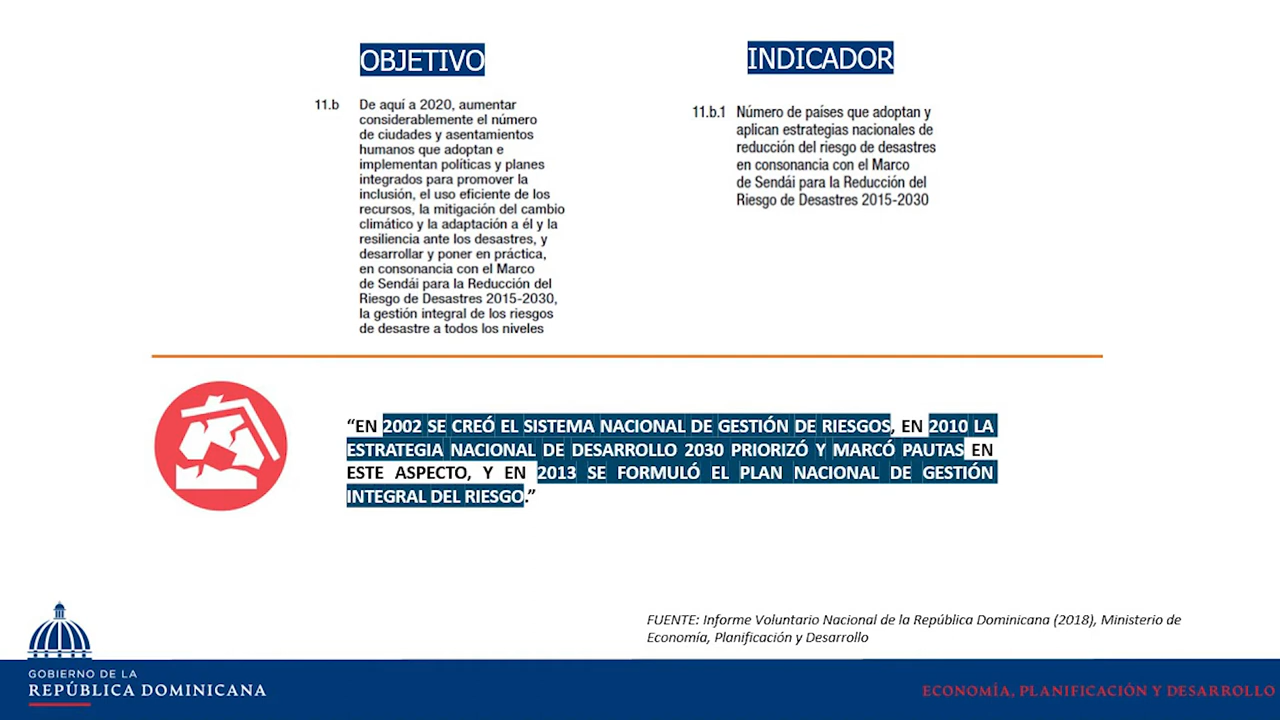 OBJETIVO
INDICADOR
11.b De aquí a 2020, aumentar
considerablemente el número
de ciudades y asentamientos
humanos que adoptan e
implementan políticas y planes
integrados para promover la
inclusión, el uso eficiente de los
recursos, la mitigación del cambio
climático y la adaptación a él y la
resiliencia ante los desastres, y
desarrollar y poner en práctica,
en consonancia con el Marco
de Sendái para la Reducción del
Riesgo de Desastres 2015-2030,
la gestión integral de los riesgos
de desastre a todos los niveles
11.b.1 Número de países que adoptan y
aplican estrategias nacionales de
reducción del riesgo de desastres
en consonancia con el Marco
de Sendái para la Reducción del
Riesgo de Desastres 2015-2030
“EN 2002 SE CREÓ EL SISTEMA NACIONAL DE GESTIÓN DE RIESGOS, EN 2010 LA
ESTRATEGIA NACIONAL DE DESARROLLO 2030 PRIORIZÓ Y MARCÓ PAUTAS EN
ESTE ASPECTO, Y EN 2013 SE FORMULÓ EL PLAN NACIONAL DE GESTIÓN
INTEGRAL DEL RIESGO.”
FUENTE: Informe Voluntario Nacional de la República Dominicana (2018), Ministerio de
Economía, Planificación y Desarrollo
GOBIERNO DE LA
REPÚBLICA DOMINICANA
ECONOMÍA, PLANIFICACIÓN Y DESARROLLO